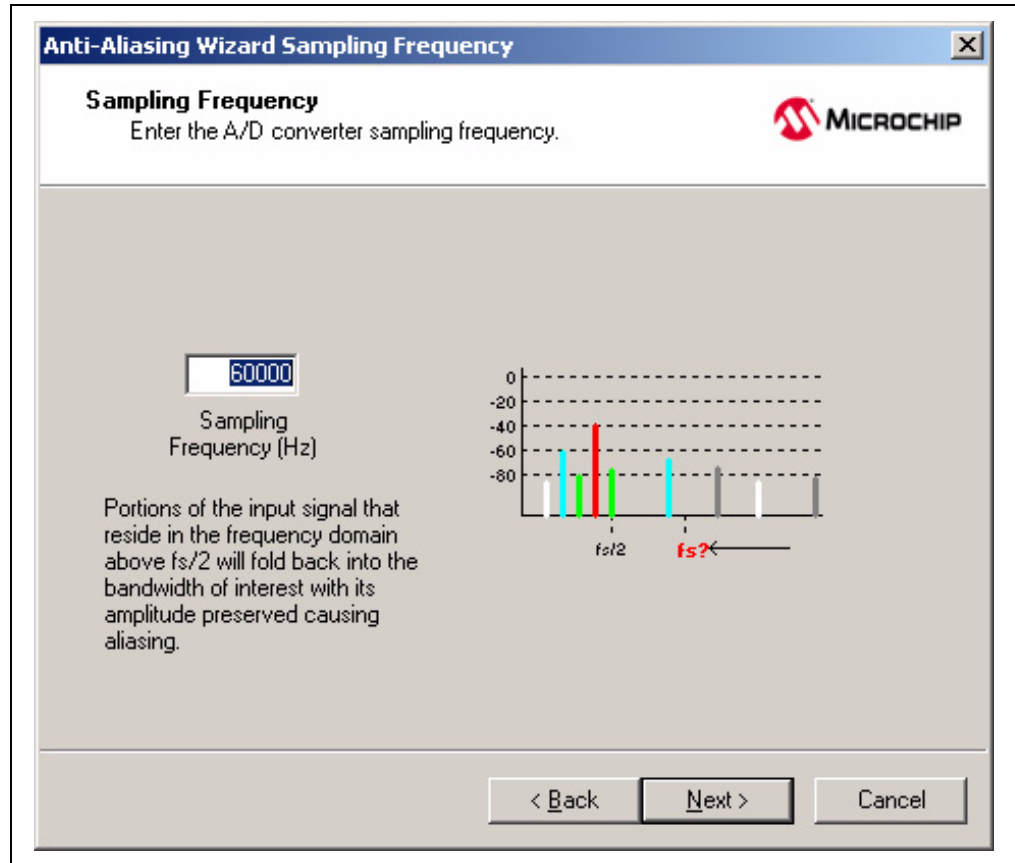 Anti-Aliasing Wizard Sampling Frequency
Sampling Frequency
Enter the A/D converter sampling frequency.
MICROCHIP
60000
Sampling
Frequency (Hz)
Portions of the input signal that
reside in the frequency domain
above fs/2 will fold back into the
bandwidth of interest with its
amplitude preserved causing
aliasing.
0
-20
-40
-60
-80
fs/2
fs?
< Back
Next >
Cancel